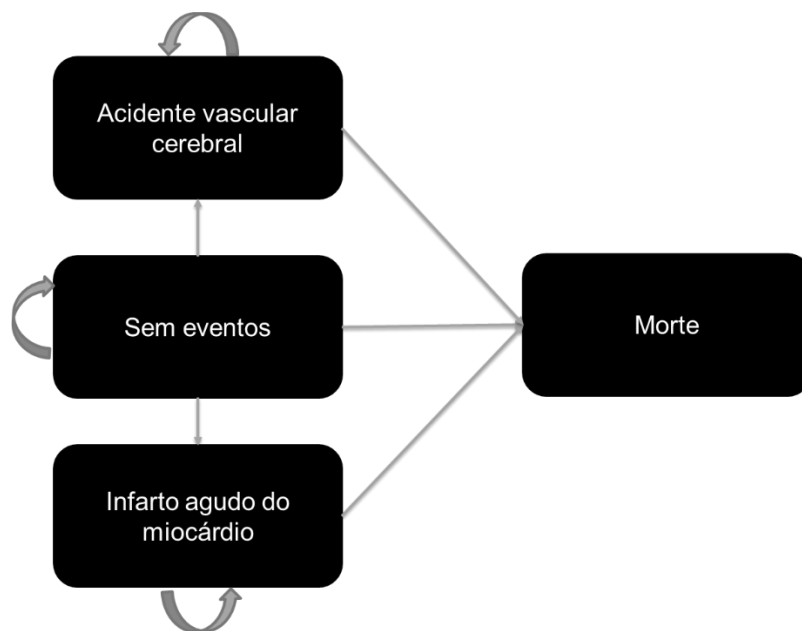 Acidente vascular
cerebral
Sem eventos
Morte
Infarto agudo do
miocárdio